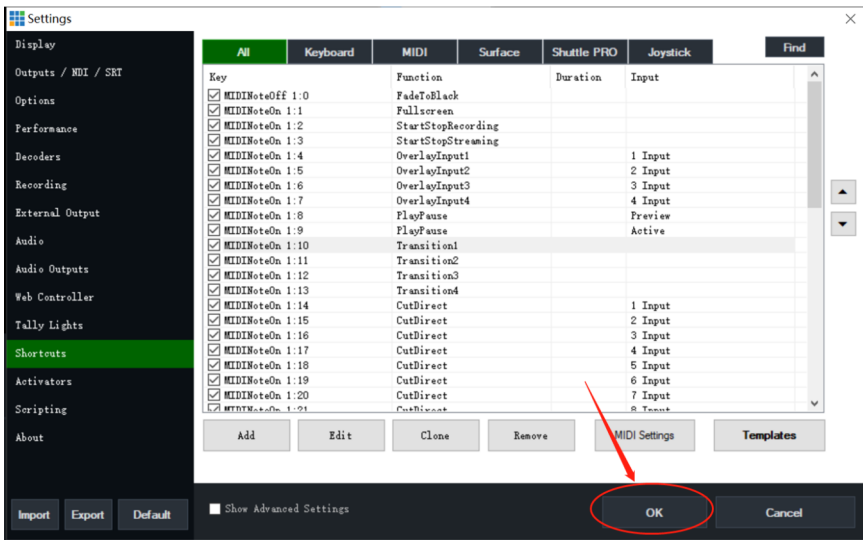 Settings
Display
Outputs / NDI / SRT
Options
Performance
Decoders
Recording
External Output
Audio
Audio Outputs
Web Controller
Tally Lights
Shortcuts
Activators
Scripting
About
Import Export Default
All Keyboard MIDI Surface Shuttle PRO Joystick Find
Key Function Duration Input
MIDINoteOff 1:0 FadeToBlack
MIDINoteOn 1:1 Fullscreen
MIDINoteOn 1:2 StartStopRecording
MIDINoteOn 1:3 StartStopStreaming
MIDINoteOn 1:4 OverlayInput1 1 Input
MIDINoteOn 1:5 OverlayInput2 2 Input
MIDINoteOn 1:6 OverlayInput3 3 Input
MIDINoteOn 1:7 OverlayInput4 4 Input
MIDINoteOn 1:8 PlayPause Preview
MIDINoteOn 1:9 PlayPause Active
MIDINoteOn 1:10 Transition1
MIDINoteOn 1:11 Transition2
MIDINoteOn 1:12 Transition3
MIDINoteOn 1:13 Transition4
MIDINoteOn 1:14 CutDirect 1 Input
MIDINoteOn 1:15 CutDirect 2 Input
MIDINoteOn 1:16 CutDirect 3 Input
MIDINoteOn 1:17 CutDirect 4 Input
MIDINoteOn 1:18 CutDirect 5 Input
MIDINoteOn 1:19 CutDirect 6 Input
MIDINoteOn 1:20 CutDirect 7 Input
MIDINoteOn 1:21 CutDirect 8 Input
Add Edit Clone Remove MIDI Settings Templates
Show Advanced Settings
OK Cancel